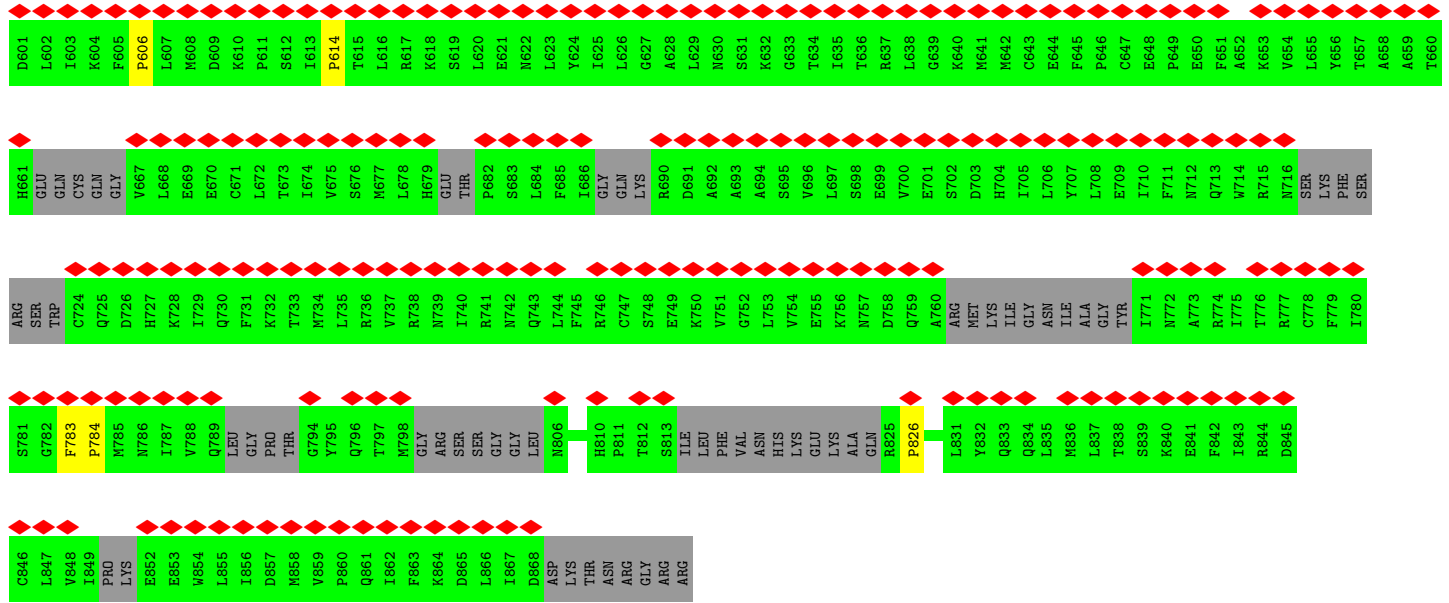 D601 L602 I603 K604 F605 P606 L607 M608 D609 K610 P611 S612 I613 P614 T615 L616 R617 K618 S619 L620 E621 N622 L623 Y624 I625 L626 G627 A628 L629 N630 S631 K632 G633 T634 I635 T636 R637 L638 G639 K640 M641 M642 C643 E644 F645 P646 C647 E648 P649 E650 F651 A652 K653 V654 L655 Y656 T657 A658 A659 T660
H661 GLU GLN CYS GLN GLY V667 L668 E669 E670 C671 L672 T673 I674 V675 S676 M677 L678 H679 GLU THR P682 S683 L684 F685 I686 GLY GLN LYS R690 D691 A692 A693 A694 S695 V696 L697 S698 E699 V700 E701 S702 D703 H704 I705 L706 Y707 L708 E709 I710 F711 N712 Q713 W714 R715 N716 SER LYS PHE SER
ARG SER TRP C724 Q725 D726 H727 K728 I729 Q730 F731 K732 T733 M734 L735 R736 V737 R738 N739 I740 R741 N742 Q743 L744 F745 R746 C747 S748 E749 K750 V751 G752 L753 V754 E755 K756 N757 D758 Q759 A760 ARG MET LYS ILE GLY ASN ILE ALA GLY TYR I771 N772 A773 R774 I775 T776 R777 C778 F779 I780
S781 G782 F783 P784 M785 N786 I787 V788 Q789 LEU GLY PRO THR G794 Y795 Q796 T797 M798 GLY ARG SER SER GLY GLY LEU N806 H810 P811 T812 S813 ILE LEU PHE VAL ASN HIS LYS GLU LYS ALA GLN R825 P826 L831 Y832 Q833 Q834 L835 M836 L837 T838 S839 K840 E841 F842 I843 R844 D845
C846 L847 V848 I849 PRO LYS E852 E853 W854 L855 I856 D857 M858 V859 P860 Q861 I862 F863 K864 D865 L866 I867 D868 ASP LYS THR ASN ARG GLY ARG ARG